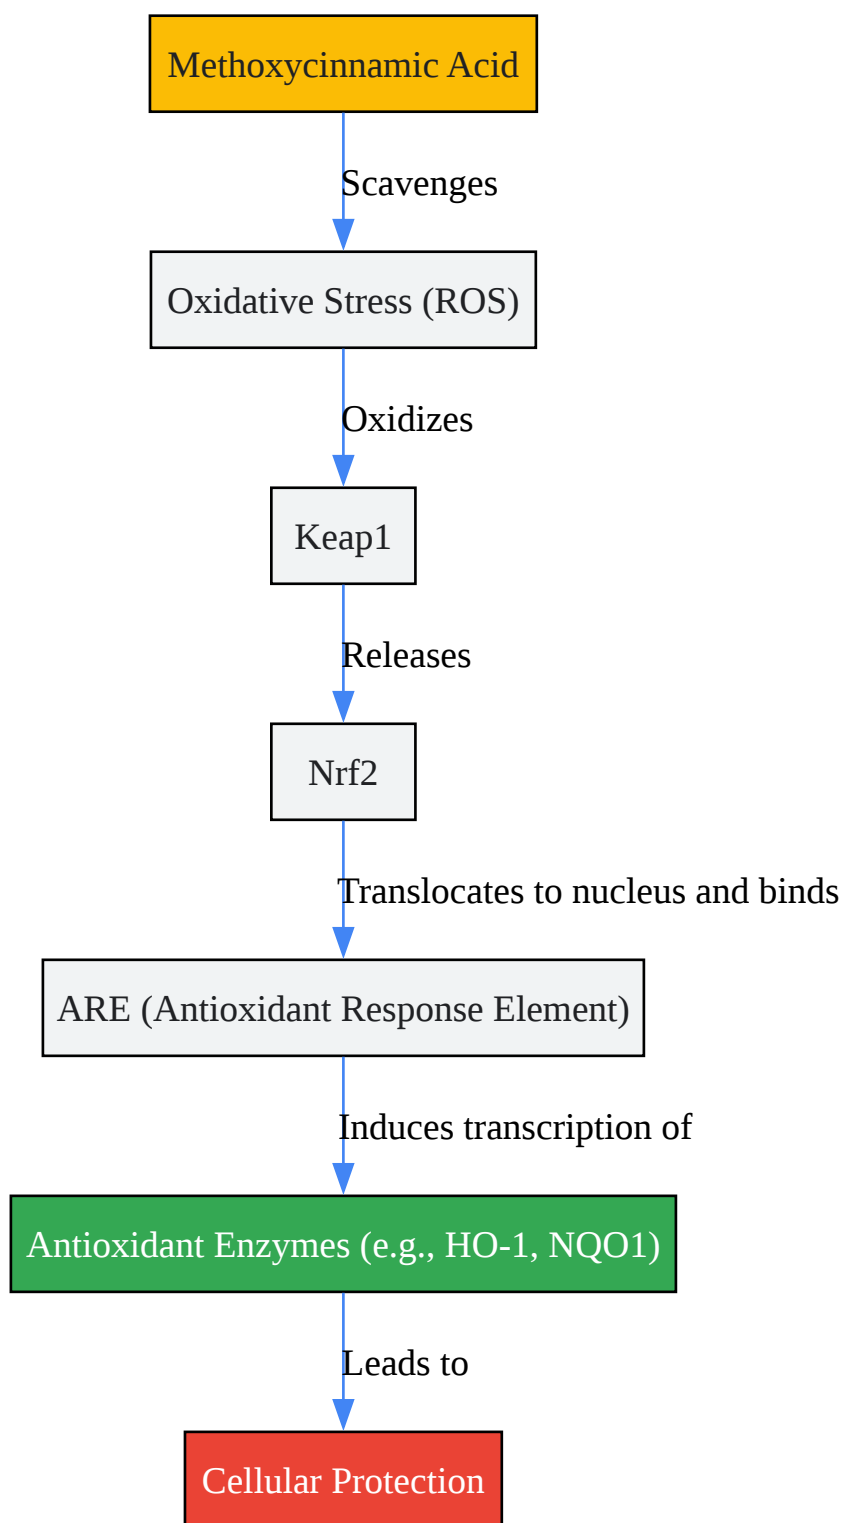 Methoxycinnamic Acid
Scavenges
Oxidative Stress (ROS)
Oxidizes
Keap1
Releases
Nrf2
Translocates to nucleus and binds
ARE (Antioxidant Response Element)
Induces transcription of
Antioxidant Enzymes (e.g., HO-1, NQO1)
Leads to
Cellular Protection